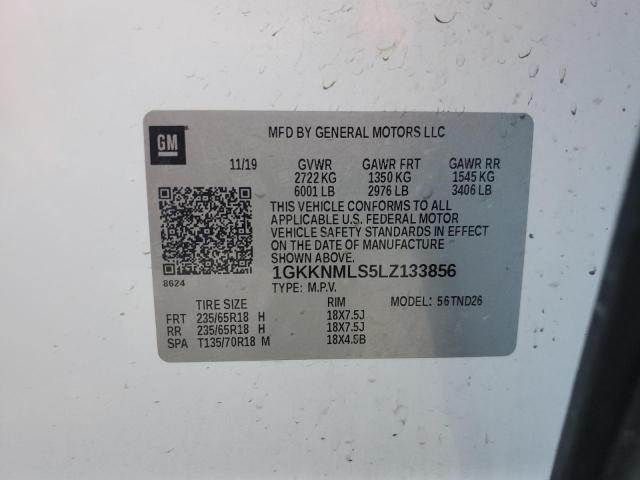 GM
MFD BY GENERAL MOTORS LLC
11/19 GVWR GAWR FRT GAWR RR
2722 KG 1350 KG 1545 KG
6001 LB 2976 LB 3406 LB
THIS VEHICLE CONFORMS TO ALL
APPLICABLE U.S. FEDERAL MOTOR
VEHICLE SAFETY STANDARDS IN EFFECT
ON THE DATE OF MANUFACTURE
SHOWN ABOVE.
8624
1GKKNMLS5LZ133856
TYPE: M.P.V. MODEL: 56TND26
TIRE SIZE RIM
FRT 235/65R18 H 18X7.5J
RR 235/65R18 H 18X7.5J
SPA T135/70R18 M 18X4.5B